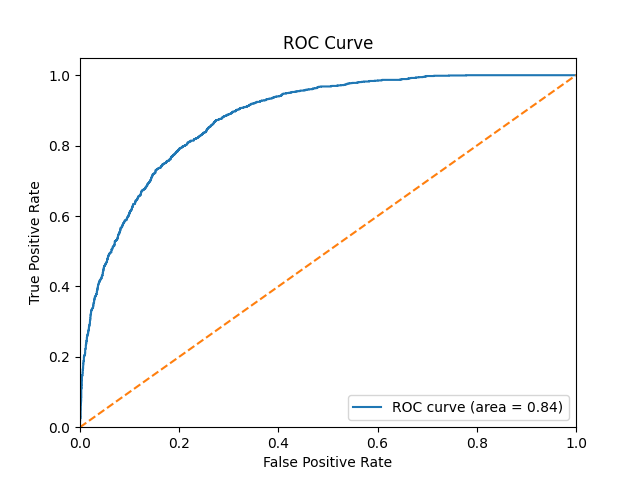 ROC Curve
True Positive Rate
1.0
0.8
0.6
0.4
0.2
0.0
ROC curve (area = 0.84)
0.0 0.2 0.4 0.6 0.8 1.0
False Positive Rate